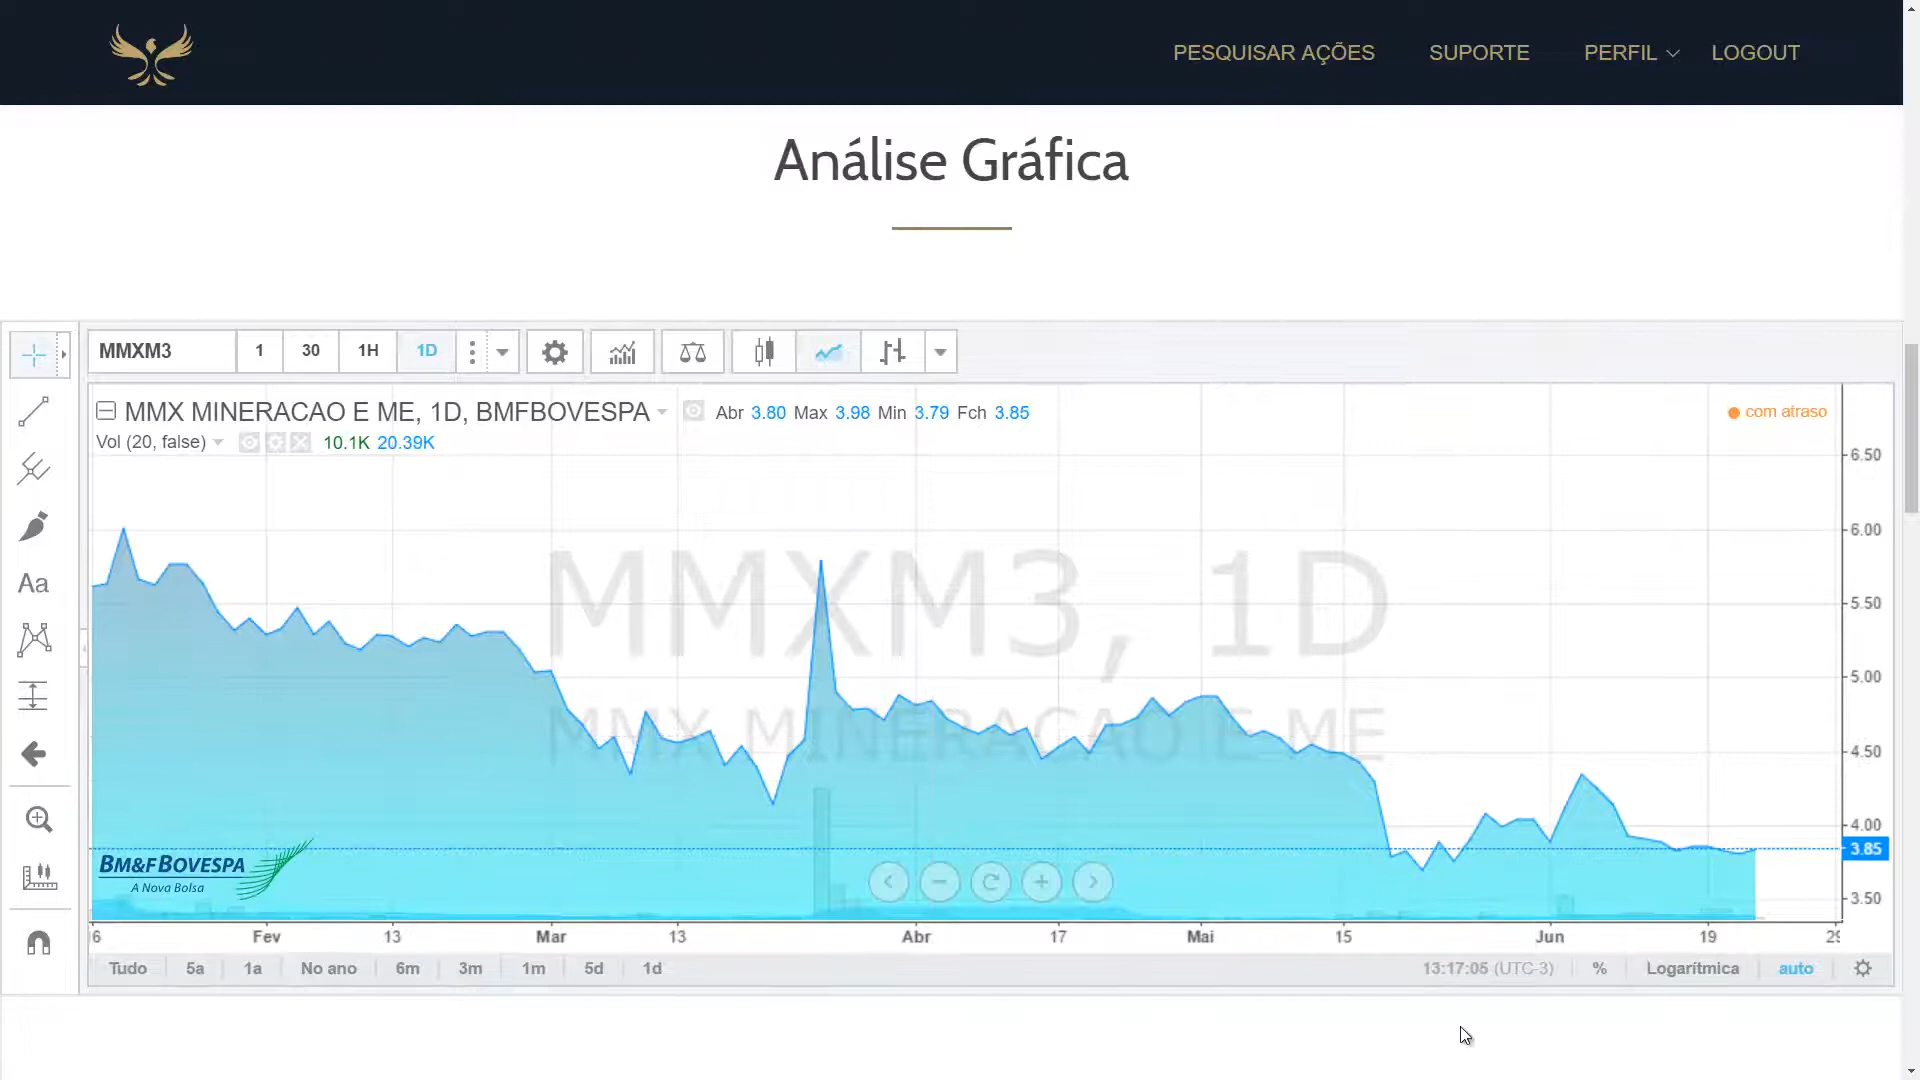 PESQUISAR AÇÕES SUPORTE PERFIL LOGOUT
Análise Gráfica
MMXM3 1 30 1H 1D
MMX MINERACAO E ME, 1D, BMFBOVESPA Abr 3.80 Max 3.98 Min 3.79 Fch 3.85
com atraso
Vol (20, false) 10.1K 20.39K
Aa
MMXM3, 1D
MMX MINERACAO E ME
6.50
6.00
5.50
5.00
4.50
4.00
3.85
3.50
BM&FBOVESPA
A Nova Bolsa
6 Fev 13 Mar 13 Abr 17 Mai 15 Jun 19 29
Tudo 5a 1a No ano 6m 3m 1m 5d 1d 13:17:05 (UTC-3) % Logarítmica auto